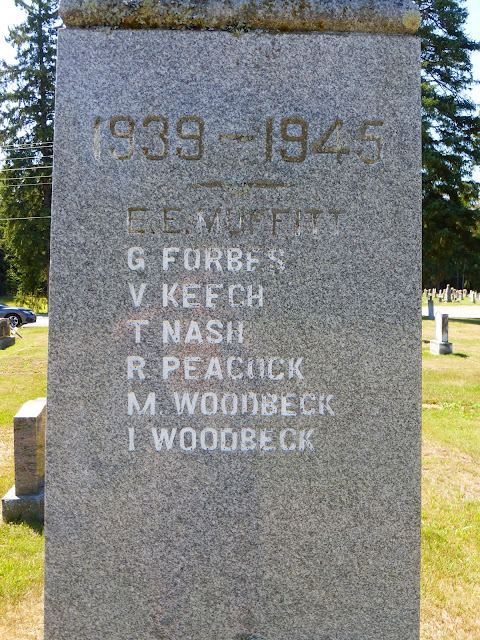 1939-1945
E.E. MUFFITT
G FORBES
V KEECH
T NASH
R. PEACOCK
M. WOODBECK
I WOODBECK